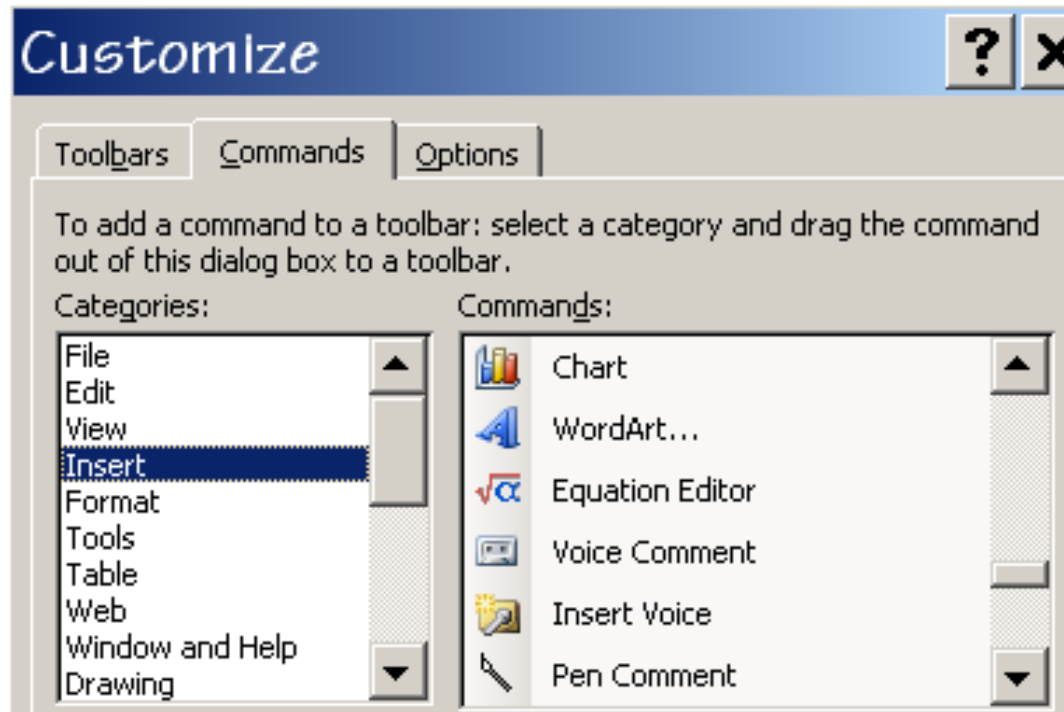 Customize
?
X
Toolbars
Commands
Options
To add a command to a toolbar: select a category and drag the command
out of this dialog box to a toolbar.
Categories:
File
Edit
View
Insert
Format
Tools
Table
Web
Window and Help
Drawing
Commands:
Chart
WordArt...
Equation Editor
Voice Comment
Insert Voice
Pen Comment